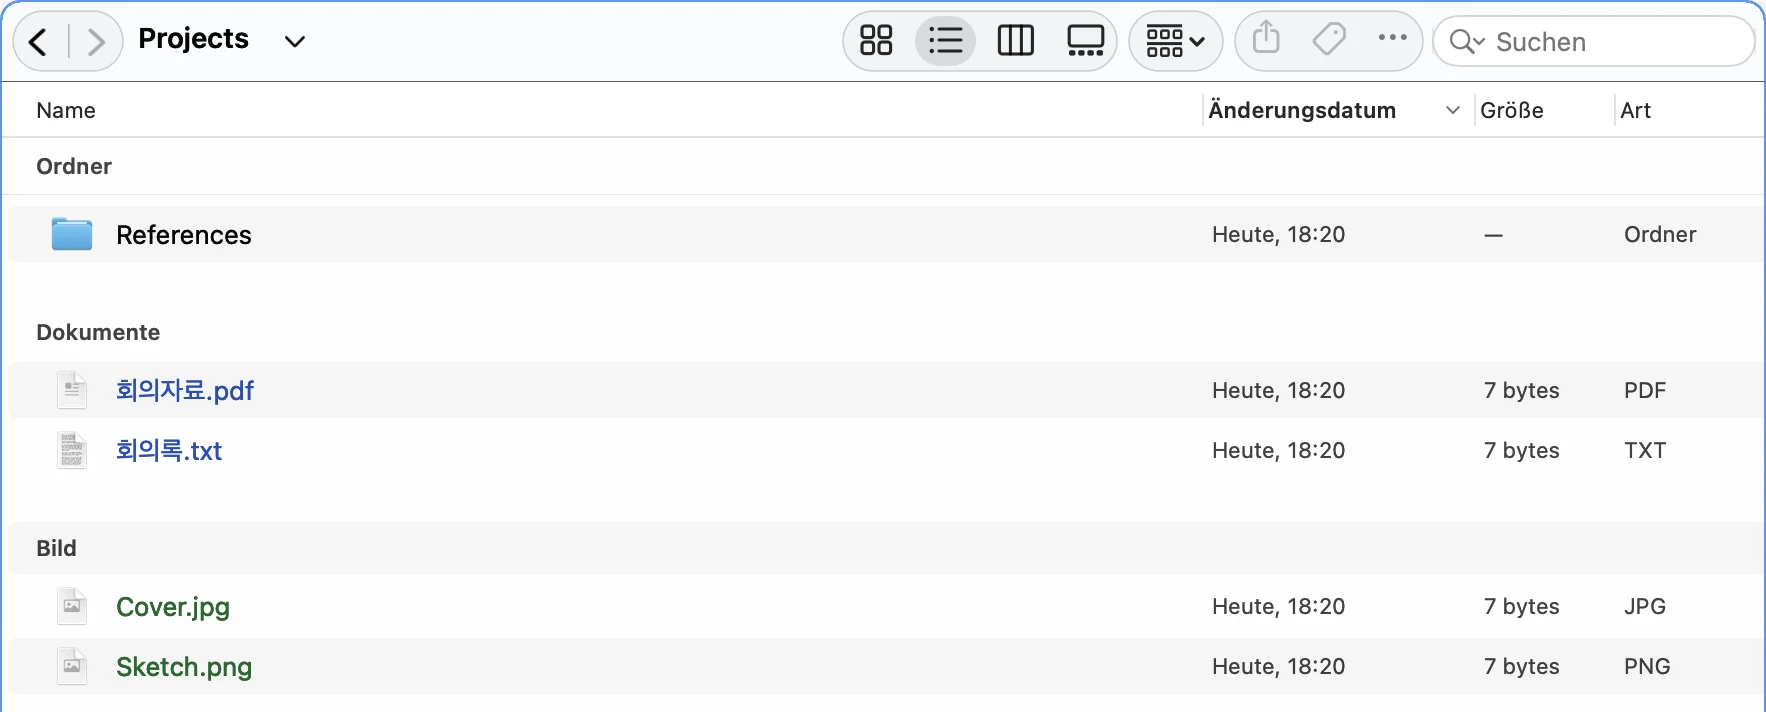 Projects
Suchen
Name Änderungsdatum Größe Art
Ordner
References Heute, 18:20 — Ordner
Dokumente
회의자료.pdf Heute, 18:20 7 bytes PDF
회의록.txt Heute, 18:20 7 bytes TXT
Bild
Cover.jpg Heute, 18:20 7 bytes JPG
Sketch.png Heute, 18:20 7 bytes PNG